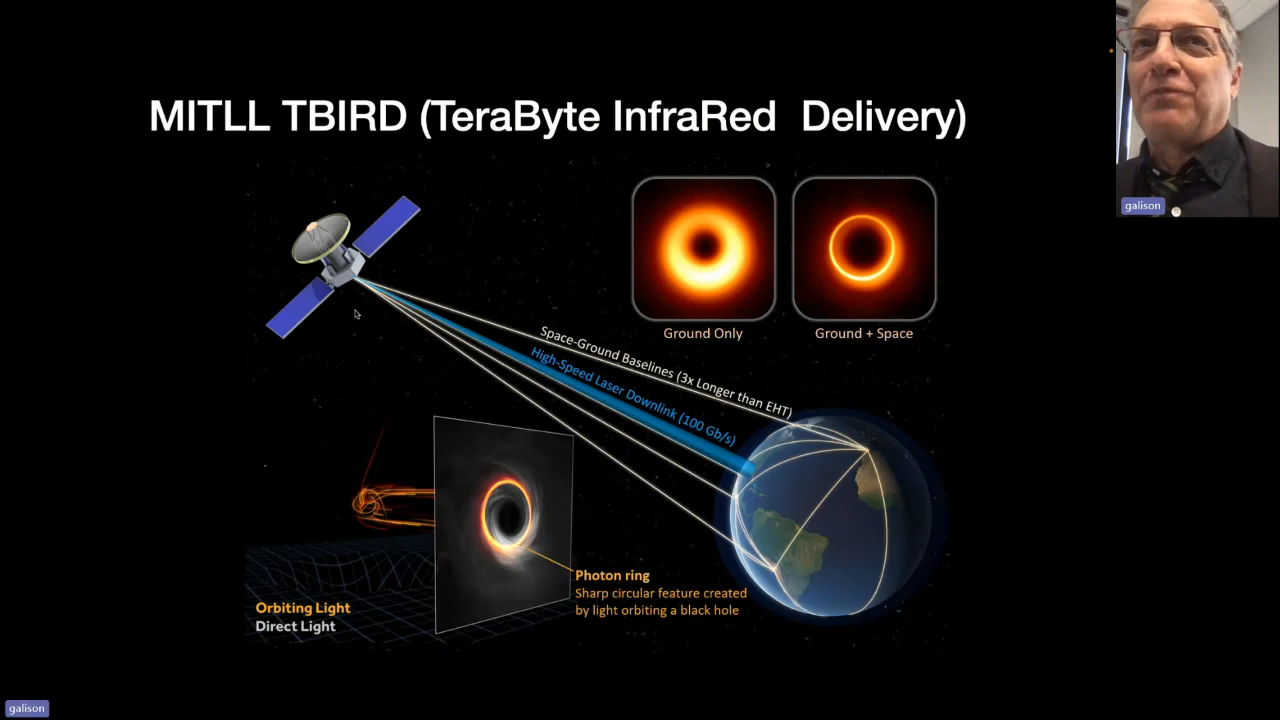 MITLL TBIRD (TeraByte InfraRed Delivery)
galison
Ground Only
Ground + Space
Space-Ground Baselines (3x Longer than EHT)
High-Speed Laser Downlink (100 Gb/s)
Photon ring
Sharp circular feature created
by light orbiting a black hole
Orbiting Light
Direct Light
galison